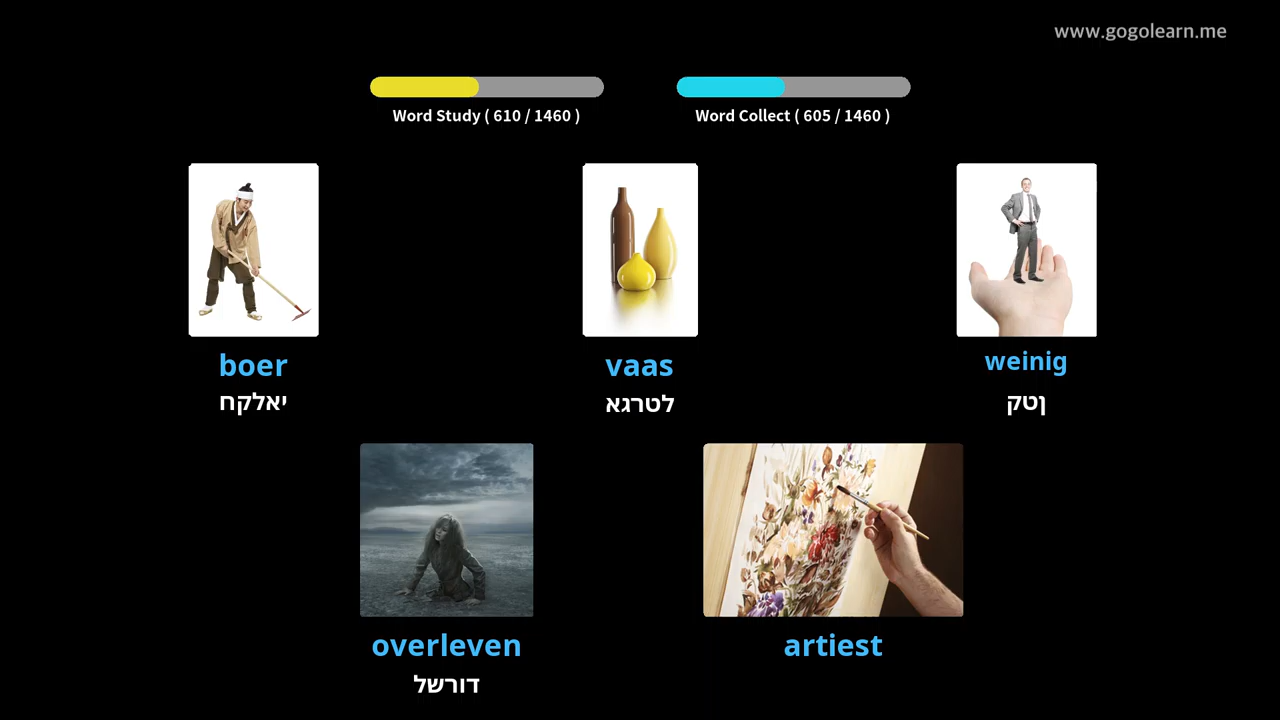 www.gogolearn.me
Word Study ( 610 / 1460 )
Word Collect ( 605 / 1460 )
boer
יאלקח
vaas
לטרגא
weinig
ןטק
overleven
דורשל
artiest